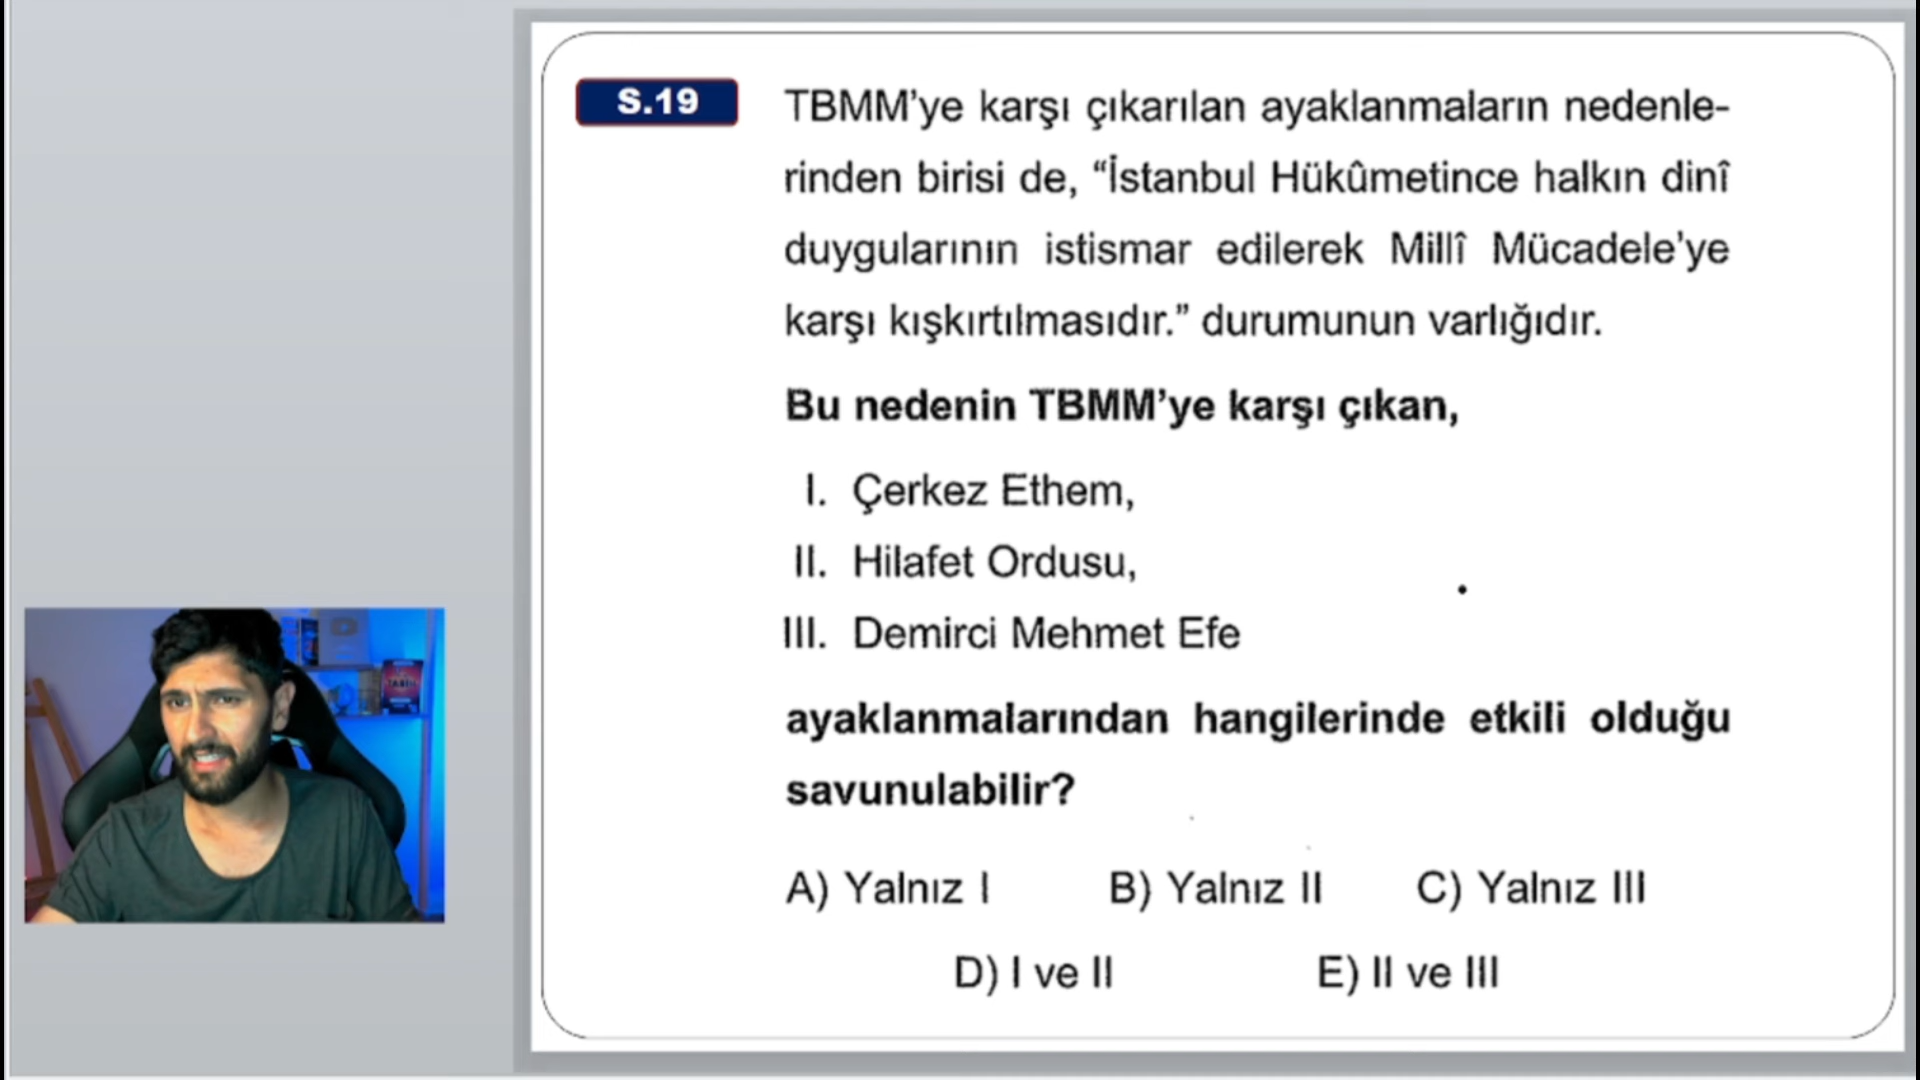 S.19
TBMM’ye karşı çıkarılan ayaklanmaların nedenle-
rinden birisi de, “İstanbul Hükûmetince halkın dinî
duygularının istismar edilerek Millî Mücadele’ye
karşı kışkırtılmasıdır.” durumunun varlığıdır.
Bu nedenin TBMM’ye karşı çıkan,
I. Çerkez Ethem,
II. Hilafet Ordusu,
III. Demirci Mehmet Efe
ayaklanmalarından hangilerinde etkili olduğu
savunulabilir?
A) Yalnız I B) Yalnız II C) Yalnız III
D) I ve II E) II ve III
TARİH